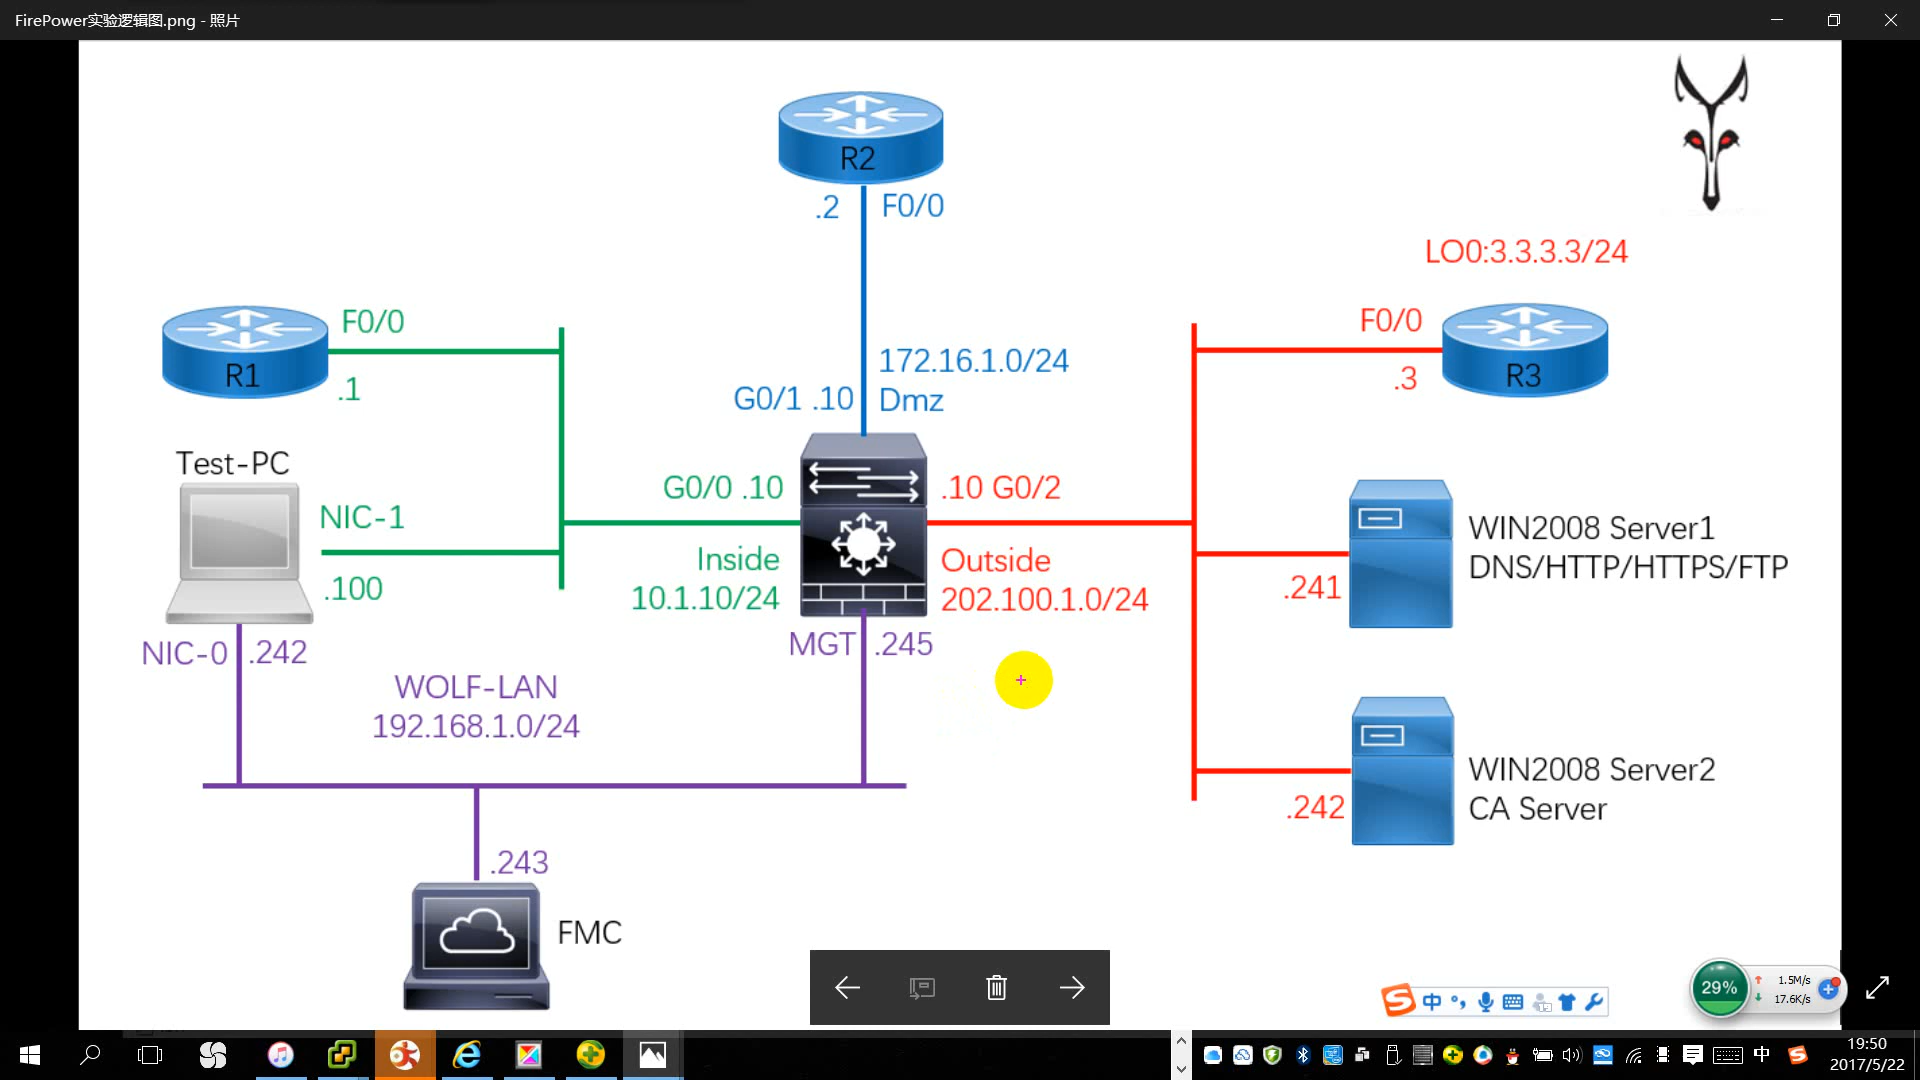 FirePower实验逻辑图.png - 照片
R2
.2
F0/0
LO0:3.3.3.3/24
F0/0
R1
.1
172.16.1.0/24
G0/1 .10
Dmz
F0/0
.3
R3
Test-PC
NIC-1
.100
G0/0 .10
.10 G0/2
Inside
10.1.10/24
Outside
202.100.1.0/24
WIN2008 Server1
DNS/HTTP/HTTPS/FTP
.241
NIC-0
.242
MGT
.245
WOLF-LAN
192.168.1.0/24
WIN2008 Server2
CA Server
.242
.243
FMC
中
29%
1.5M/s
17.6K/s
中
19:50
2017/5/22